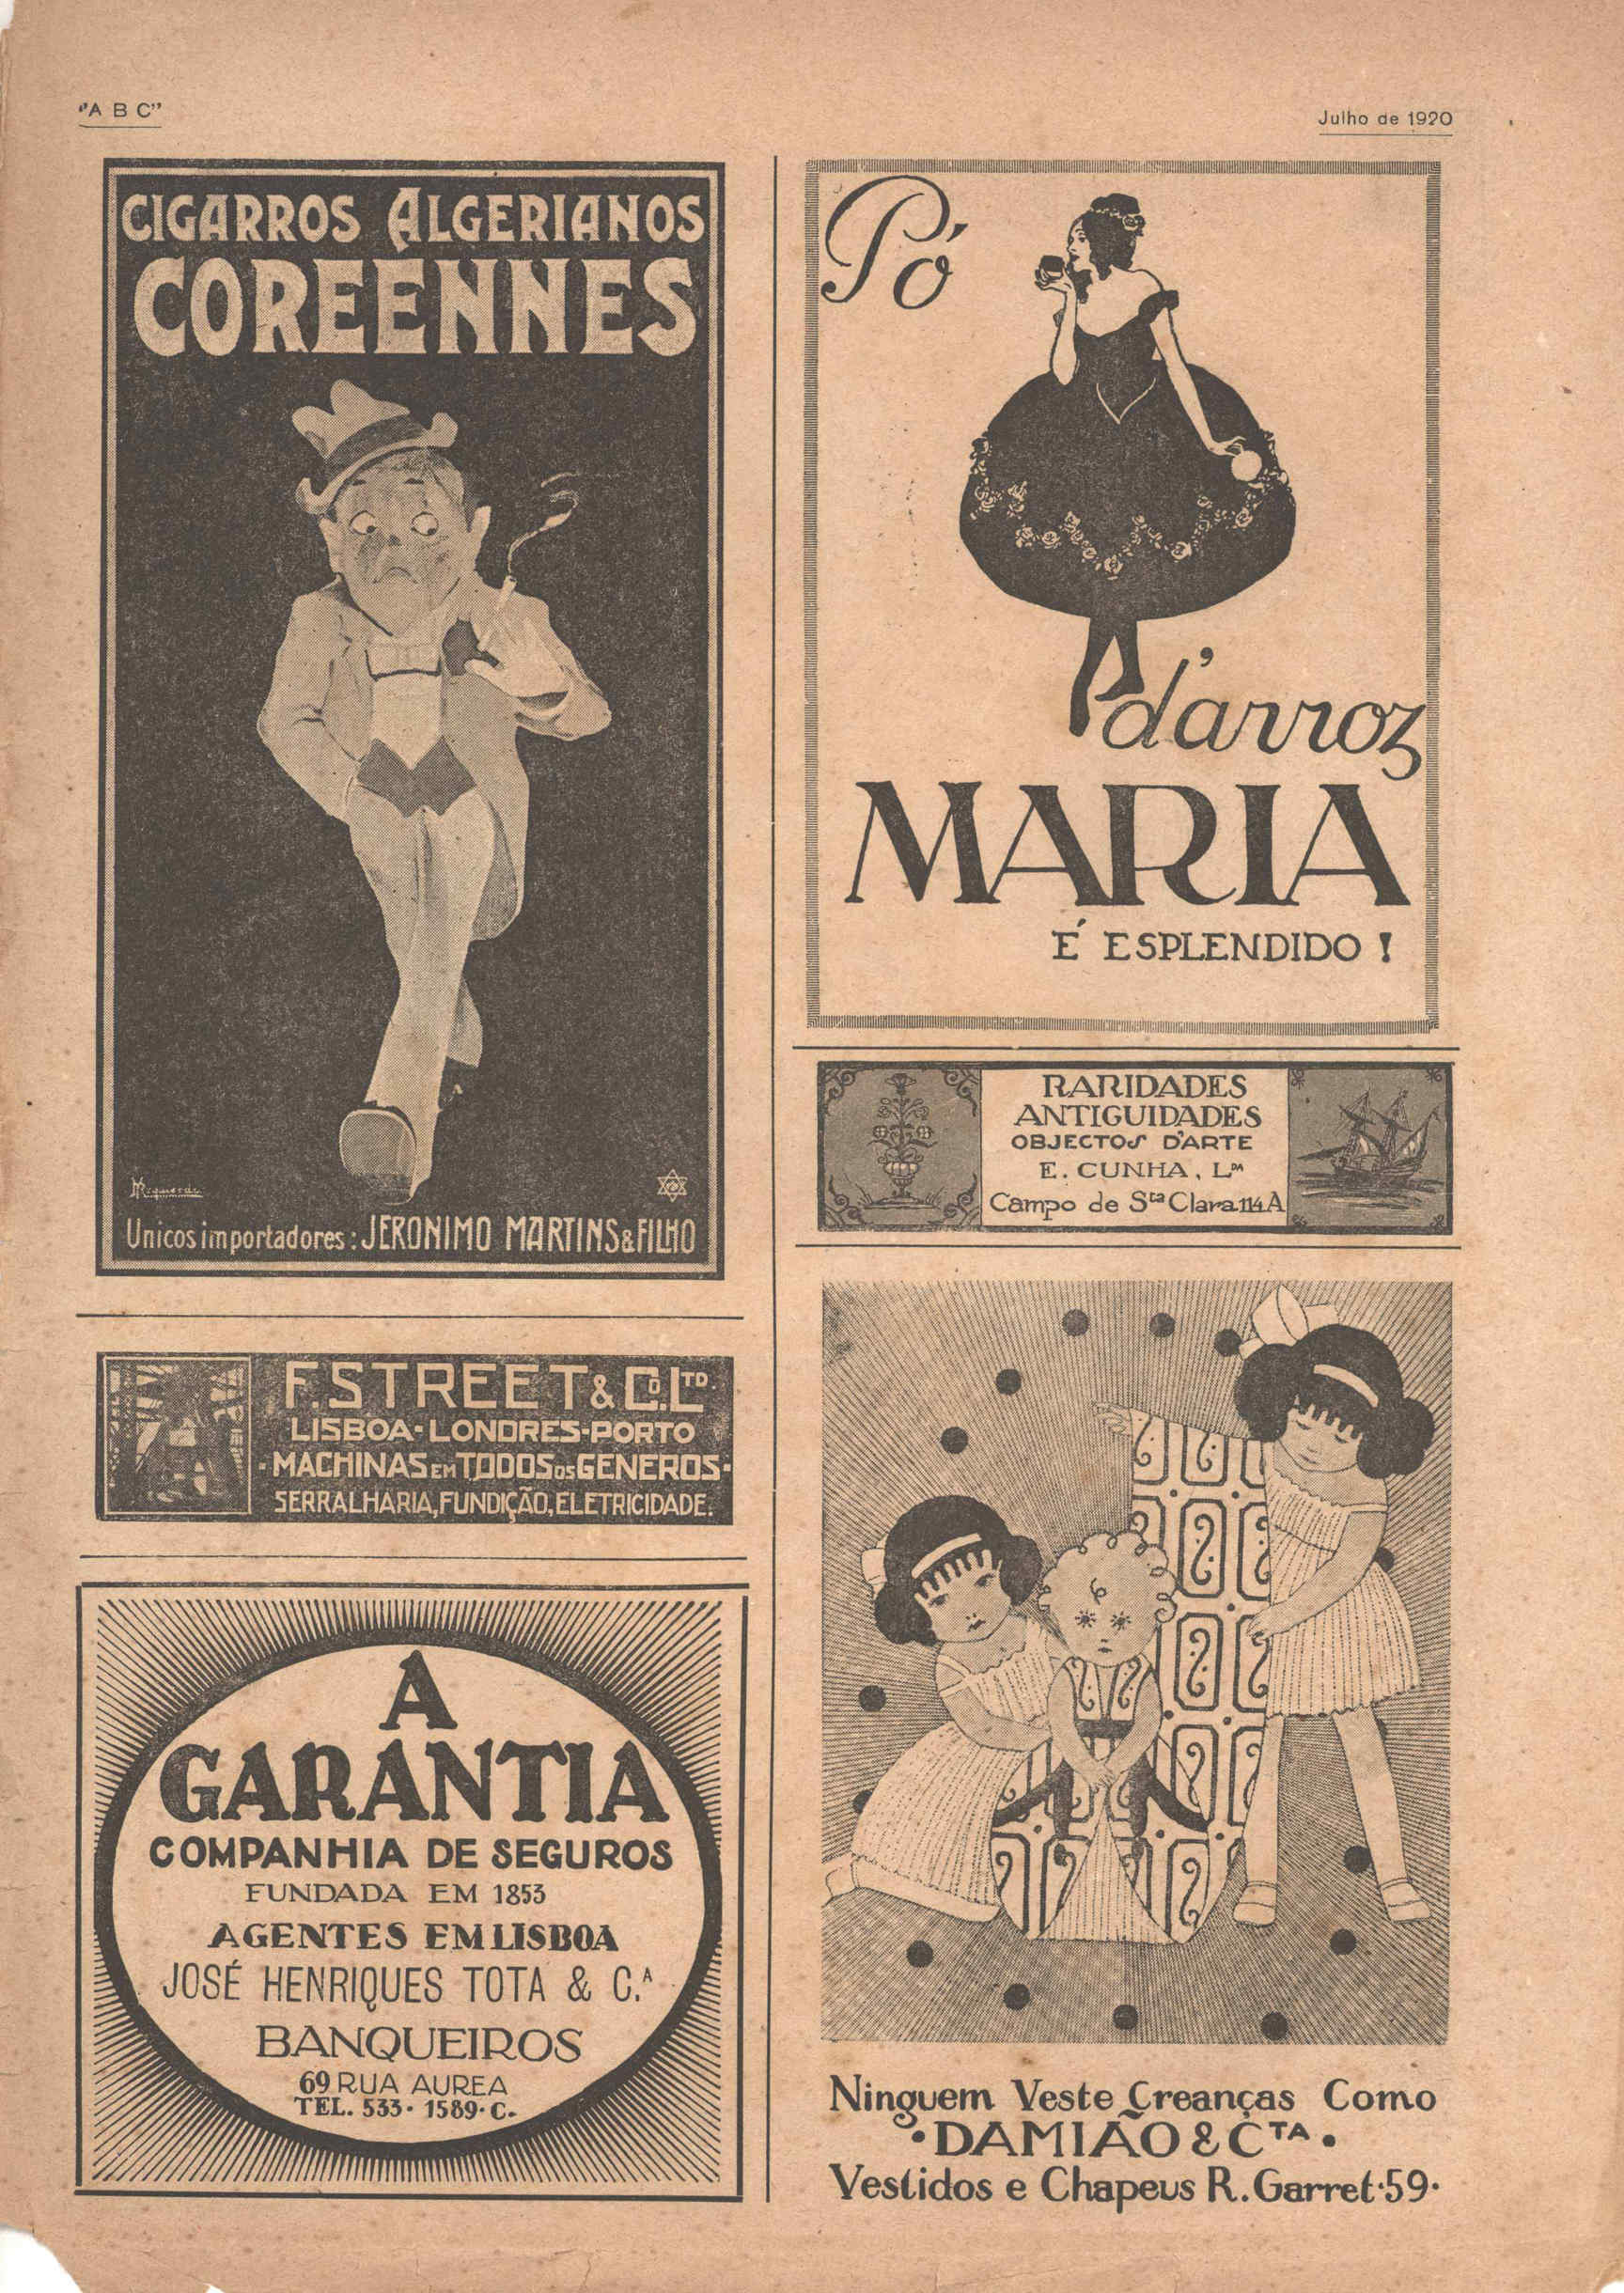 "A B C"
Julho de 1920
CIGARROS ALGERIANOS
COREENNES
Unicos importadores: JERONIMO MARTINS & FILHO
F. STREET & Co. LTD.
LISBOA - LONDRES - PORTO
- MACHINAS EM TODOS OS GENEROS -
SERRALHARIA, FUNDIÇÃO, ELETRICIDADE.
A
GARANTIA
COMPANHIA DE SEGUROS
FUNDADA EM 1853
AGENTES EM LISBOA
JOSÉ HENRIQUES TOTA & C.A
BANQUEIROS
69 RUA AUREA
TEL. 533 · 1589 · C.
Pó
d'arroz
MARIA
É ESPLENDIDO !
RARIDADES
ANTIGUIDADES
OBJECTOS D'ARTE
E. CUNHA, LDA
Campo de Sta Clara 114 A
Ninguem Veste Creanças Como
· DAMIÃO & CTA ·
Vestidos e Chapeus R. Garret · 59 ·